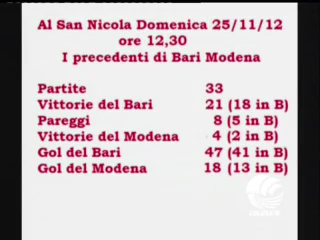 Al San Nicola Domenica 25/11/12
ore 12,30
I precedenti di Bari Modena
Partite 33
Vittorie del Bari 21 (18 in B)
Pareggi 8 (5 in B)
Vittorie del Modena 4 (2 in B)
Gol del Bari 47 (41 in B)
Gol del Modena 18 (13 in B)